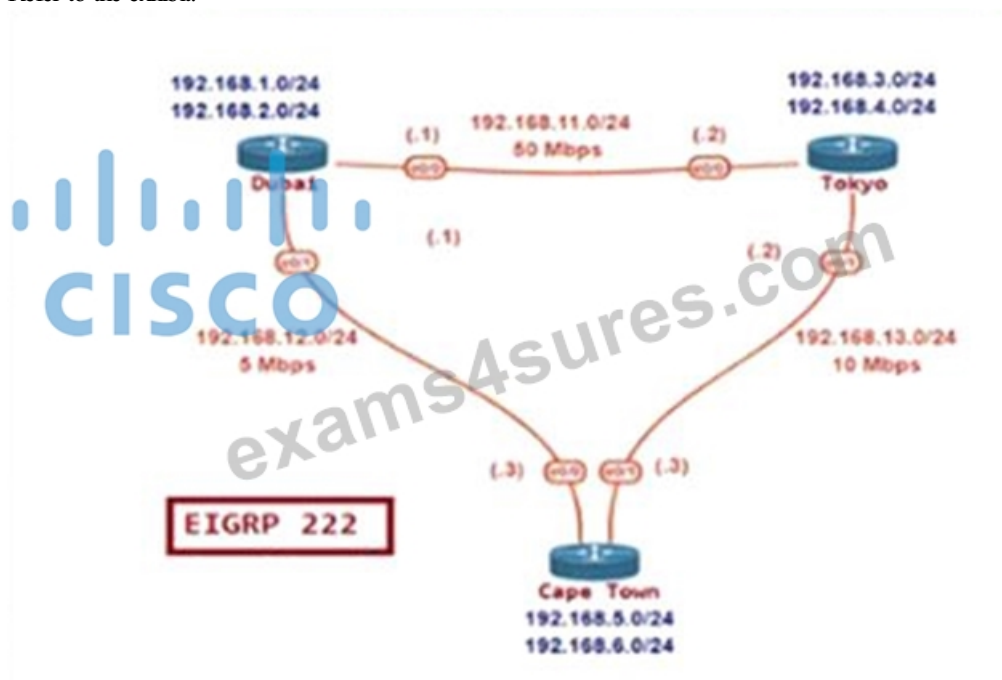 192.168.1.0/24
192.168.2.0/24
192.168.3.0/24
192.168.4.0/24
(.1)
192.168.11.0/24
50 Mbps
(.2)
Dubai
Tokyo
(.1)
(.2)
CISCO
192.168.12.0/24
5 Mbps
192.168.13.0/24
10 Mbps
exams4sures.com
(.3)
(.3)
EIGRP 222
Cape Town
192.168.5.0/24
192.168.6.0/24